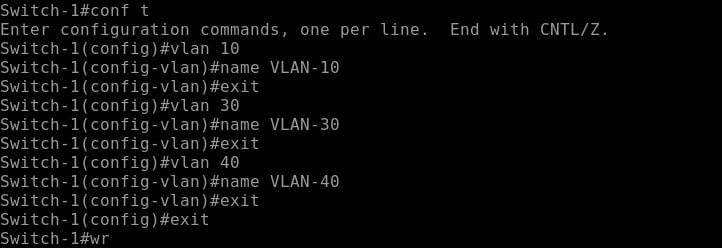 Switch-1#conf t
Enter configuration commands, one per line.  End with CNTL/Z.
Switch-1(config)#vlan 10
Switch-1(config-vlan)#name VLAN-10
Switch-1(config-vlan)#exit
Switch-1(config)#vlan 30
Switch-1(config-vlan)#name VLAN-30
Switch-1(config-vlan)#exit
Switch-1(config)#vlan 40
Switch-1(config-vlan)#name VLAN-40
Switch-1(config-vlan)#exit
Switch-1(config)#exit
Switch-1#wr